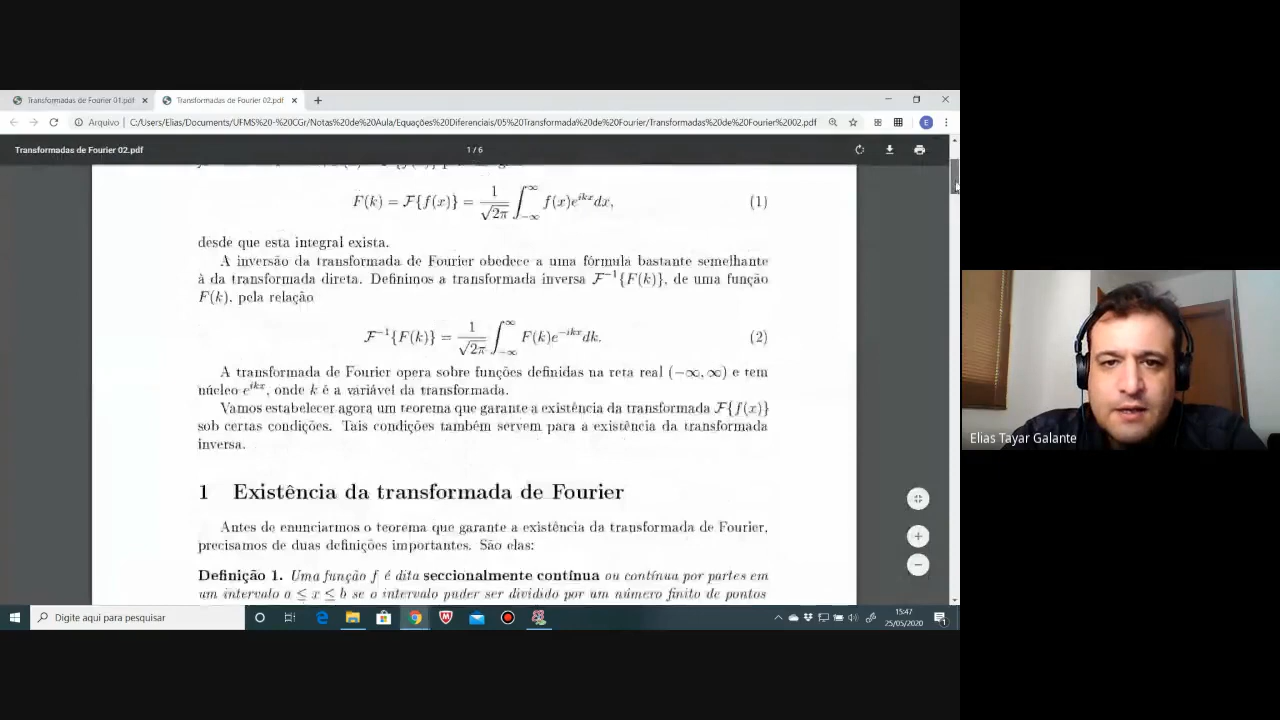 Transformadas de Fourier 01.pdf
Transformadas de Fourier 02.pdf
Arquivo | C:/Users/Elias/Documents/UFMS%20-%20CGr/Notas%20de%20Aula/Equações%20Diferenciais/05%20Transformada%20de%20Fourier/Transformadas%20de%20Fourier%2002.pdf
E
Transformadas de Fourier 02.pdf
1 / 6
F(k) = ℱ{f(x)} = 1/√2π ∫_{-∞}^{∞} f(x)e^{ikx}dx, (1)
desde que esta integral exista.
A inversão da transformada de Fourier obedece a uma fórmula bastante semelhante
à da transformada direta. Definimos a transformada inversa ℱ⁻¹{F(k)}, de uma função
F(k), pela relação
ℱ⁻¹{F(k)} = 1/√2π ∫_{-∞}^{∞} F(k)e^{-ikx}dk. (2)
A transformada de Fourier opera sobre funções definidas na reta real (−∞, ∞) e tem
núcleo e^{ikx}, onde k é a variável da transformada.
Vamos estabelecer agora um teorema que garante a existência da transformada ℱ{f(x)}
sob certas condições. Tais condições também servem para a existência da transformada
inversa.
1 Existência da transformada de Fourier
Antes de enunciarmos o teorema que garante a existência da transformada de Fourier,
precisamos de duas definições importantes. São elas:
Definição 1. Uma função f é dita seccionalmente contínua ou contínua por partes em
um intervalo a ≤ x ≤ b se o intervalo puder ser dividido por um número finito de pontos
Digite aqui para pesquisar
15:47
25/05/2020
Elias Tayar Galante